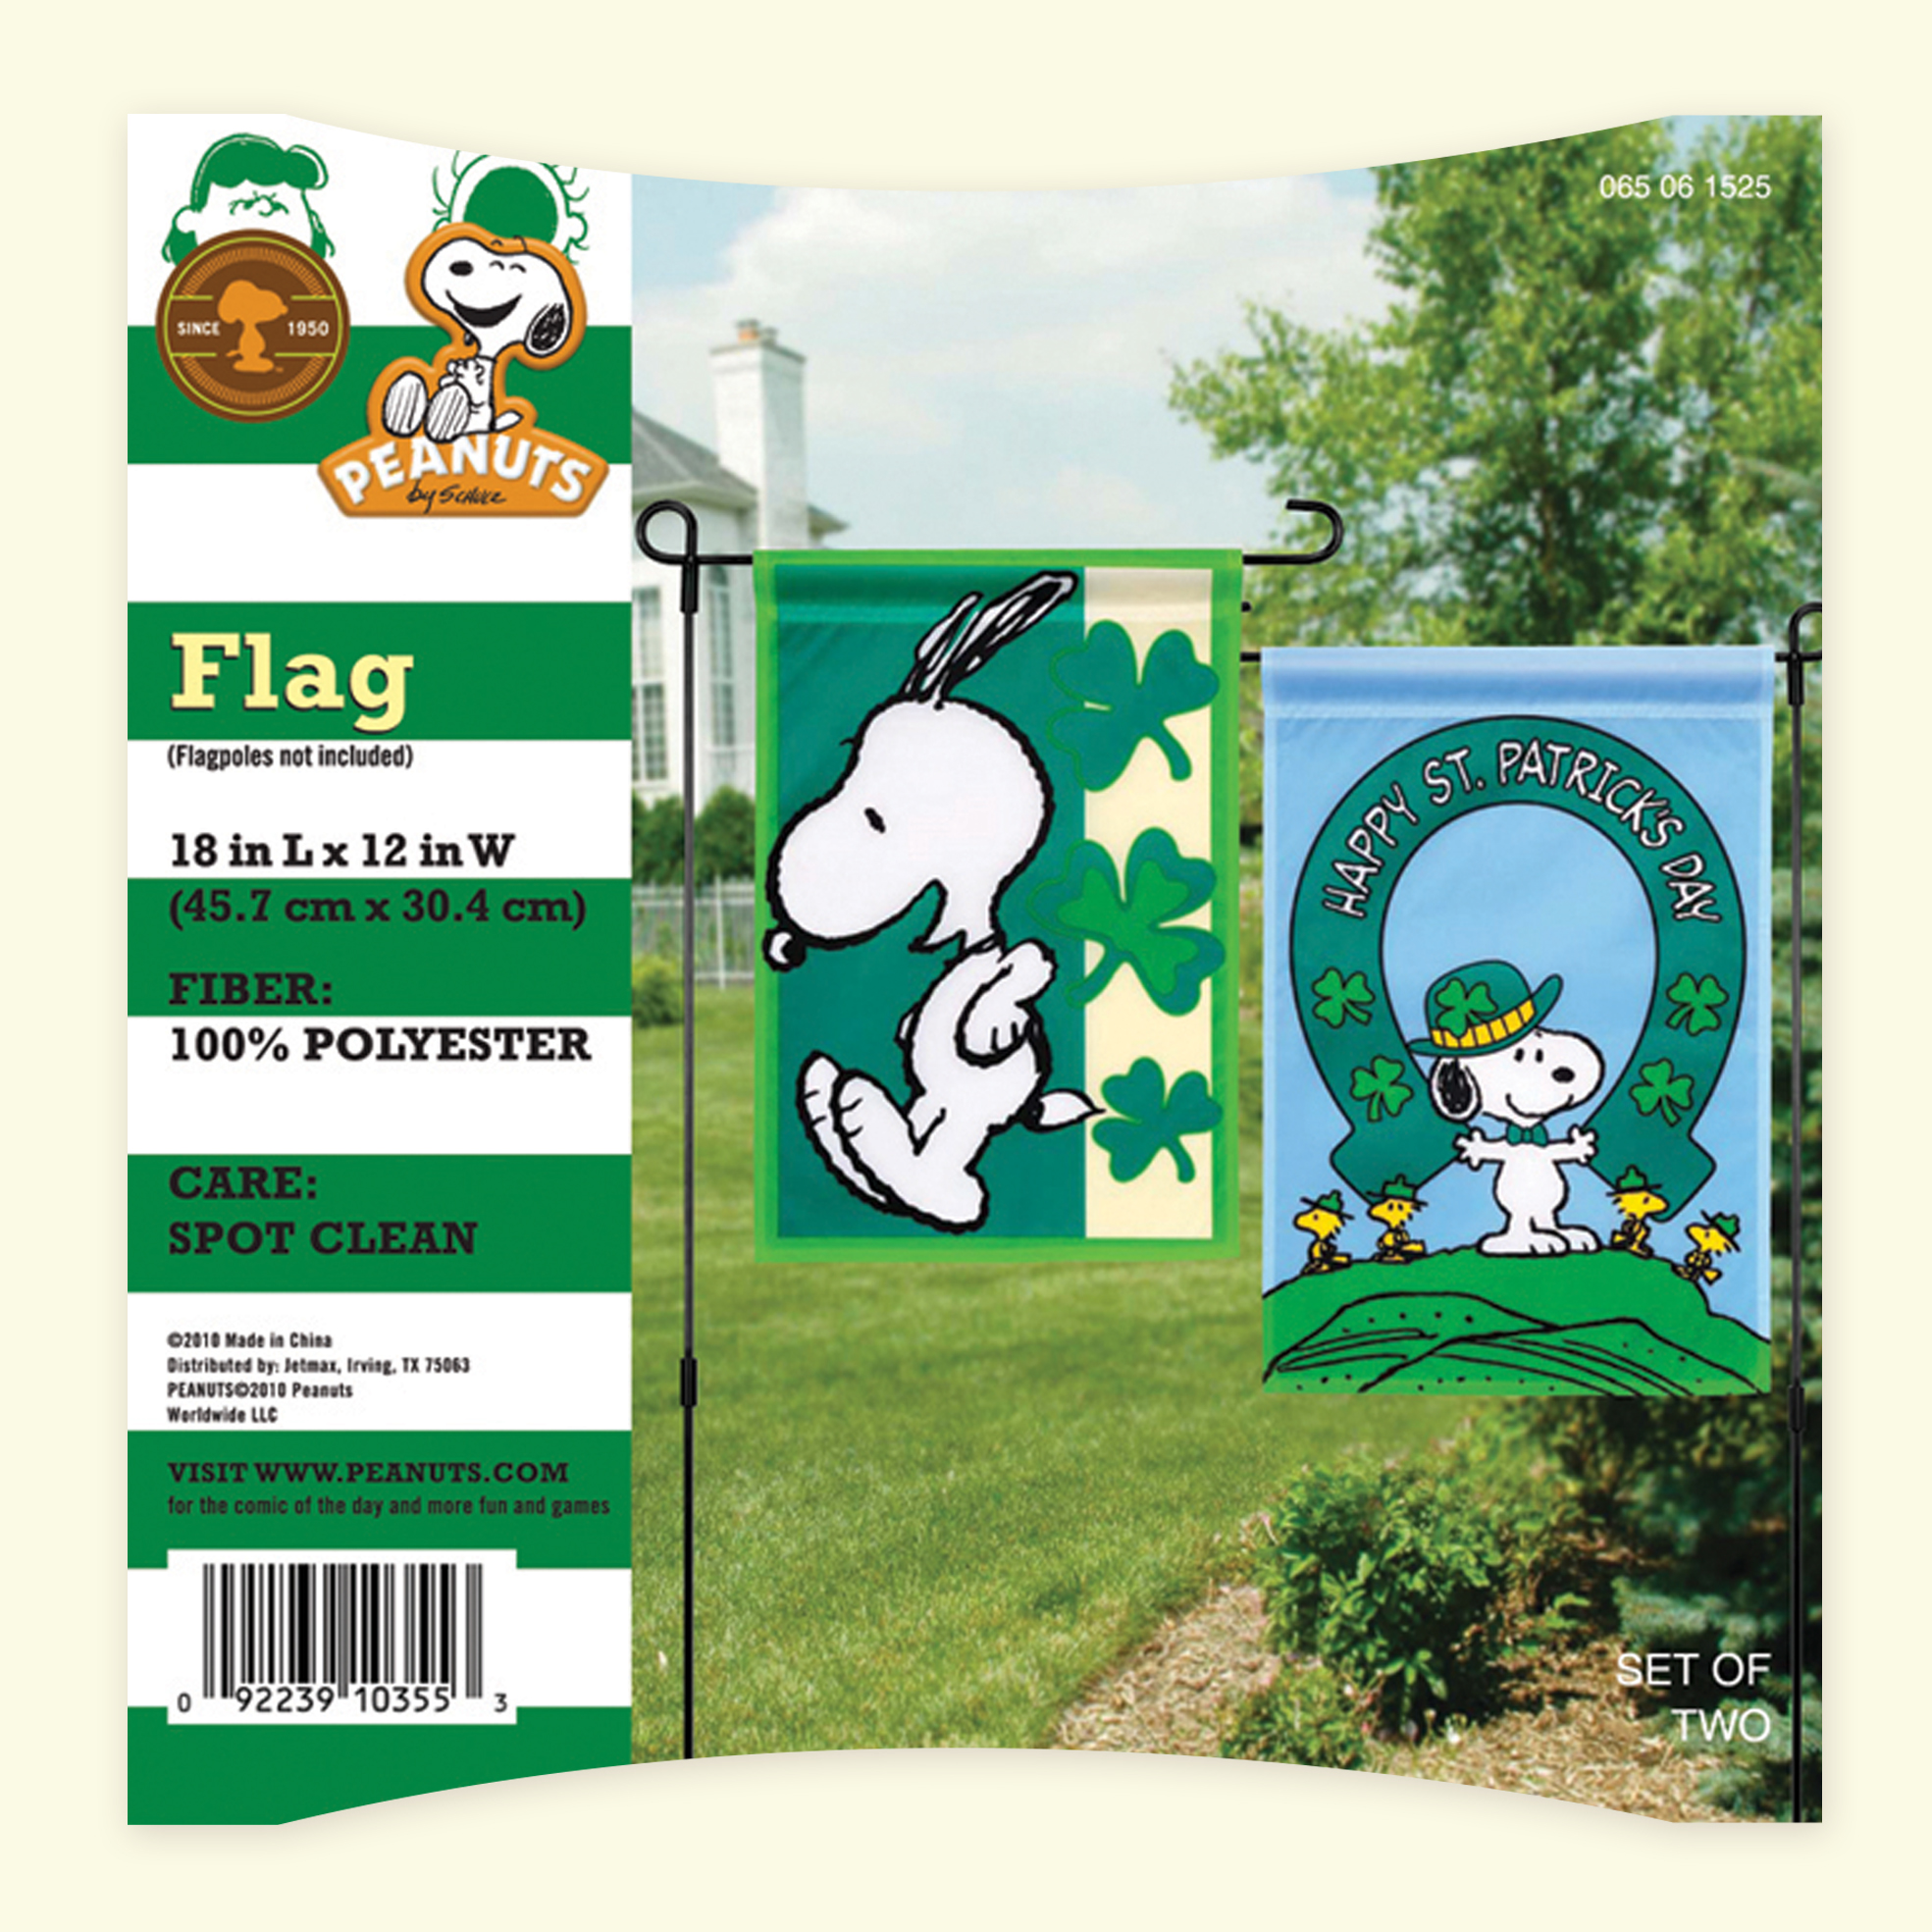 SINCE 1950
PEANUTS
by SCHULZ
Flag
(Flagpoles not included)
18 in L x 12 in W
(45.7 cm x 30.4 cm)
FIBER:
100% POLYESTER
CARE:
SPOT CLEAN
©2010 Made in China
Distributed by: Jetmax, Irving, TX 75063
PEANUTS©2010 Peanuts
Worldwide LLC
VISIT WWW.PEANUTS.COM
for the comic of the day and more fun and games
0 92239 10355 3
065 06 1525
HAPPY ST. PATRICK'S DAY
SET OF
TWO